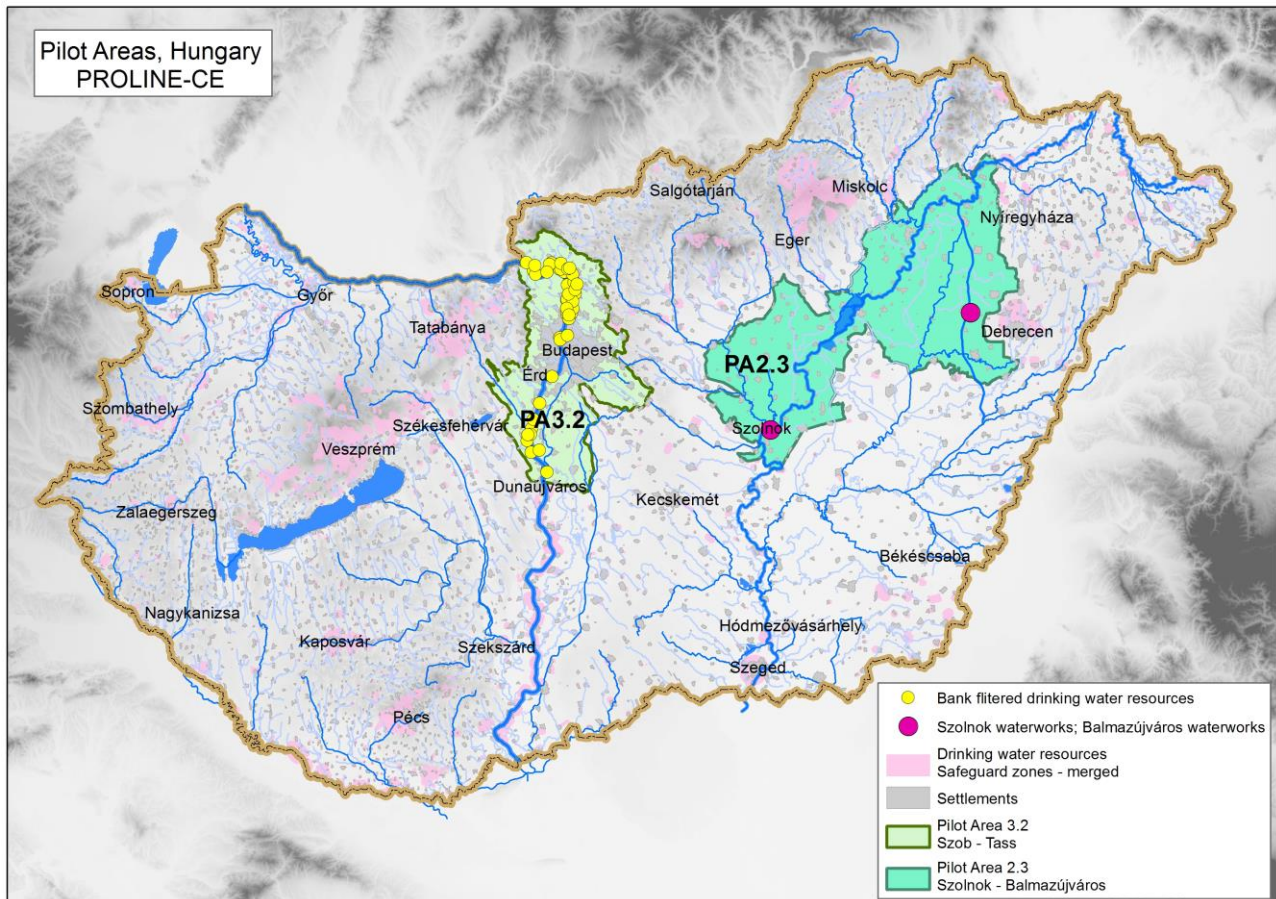 Pilot Areas, Hungary
PROLINE-CE
Salgótarján
Miskolc
Nyíregyháza
Eger
Sopron
Győr
Tatabánya
Budapest
Debrecen
Érd
PA2.3
Szombathely
Székesfehérvá
PA3.2
Szolnok
Veszprém
Dunaújváros
Kecskemét
Zalaegerszeg
Békéscsaba
Nagykanizsa
Kaposvár
Szekszárd
Hódmezővásárhely
Szeged
Pécs
Bank flitered drinking water resources
Szolnok waterworks; Balmazújváros waterworks
Drinking water resources
Safeguard zones - merged
Settlements
Pilot Area 3.2
Szob - Tass
Pilot Area 2.3
Szolnok - Balmazújváros